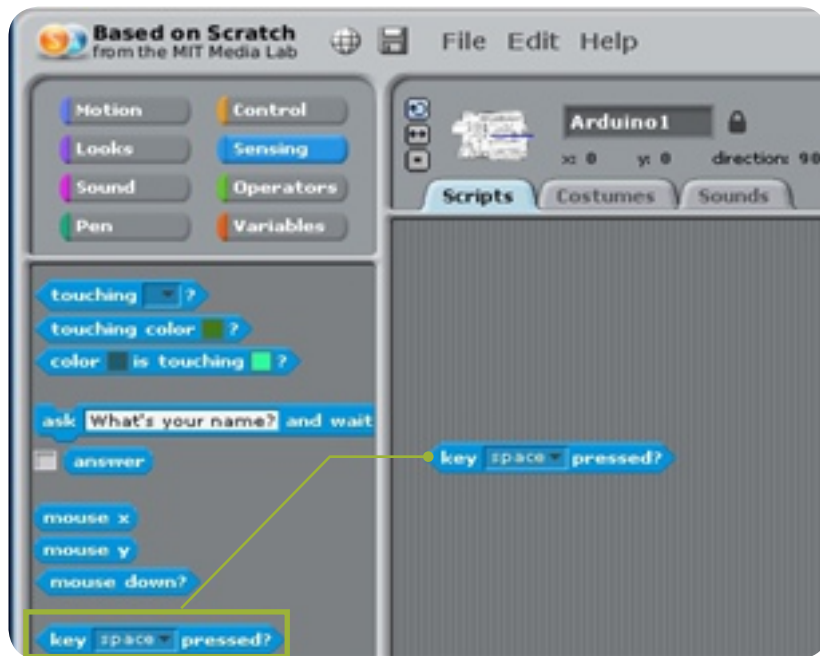 Based on Scratch
from the MIT Media Lab
File Edit Help
Motion Control
Looks Sensing
Sound Operators
Pen Variables
Arduino1
x: 0 y: 0 direction: 90
Scripts Costumes Sounds
touching ?
touching color ?
color is touching ?
ask What's your name? and wait
answer
mouse x
mouse y
mouse down?
key space pressed?
key space pressed?